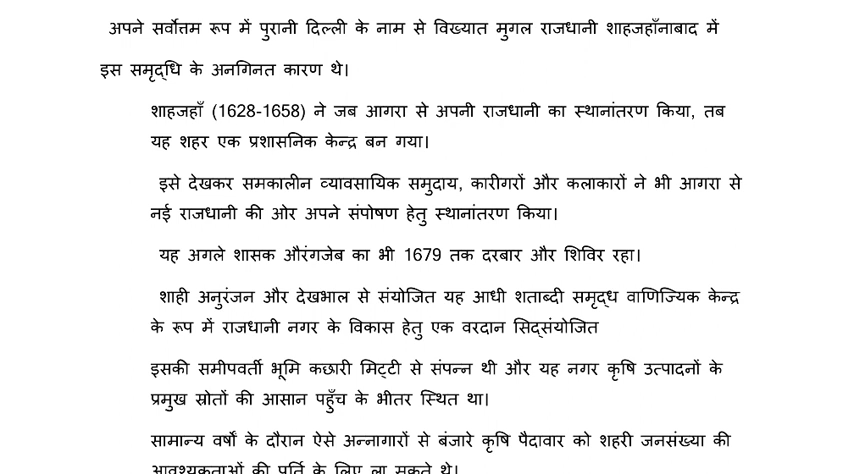 अपने सर्वोत्तम रूप में पुरानी दिल्ली के नाम से विख्यात मुगल राजधानी शाहजहाँनाबाद में
इस समृद्धि के अनगिनत कारण थे।
शाहजहाँ (1628-1658) ने जब आगरा से अपनी राजधानी का स्थानांतरण किया, तब
यह शहर एक प्रशासनिक केन्द्र बन गया।
इसे देखकर समकालीन व्यावसायिक समुदाय, कारीगरों और कलाकारों ने भी आगरा से
नई राजधानी की ओर अपने संपोषण हेतु स्थानांतरण किया।
यह अगले शासक औरंगजेब का भी 1679 तक दरबार और शिविर रहा।
शाही अनुरंजन और देखभाल से संयोजित यह आधी शताब्दी समृद्ध वाणिज्यिक केन्द्र
के रूप में राजधानी नगर के विकास हेतु एक वरदान सिद्संयोजित
इसकी समीपवर्ती भूमि कछारी मिट्टी से संपन्न थी और यह नगर कृषि उत्पादनों के
प्रमुख स्रोतों की आसान पहुँच के भीतर स्थित था।
सामान्य वर्षों के दौरान ऐसे अन्नागारों से बंजारे कृषि पैदावार को शहरी जनसंख्या की
आवश्यकताओं की पूर्ति के लिए ला सकते थे।